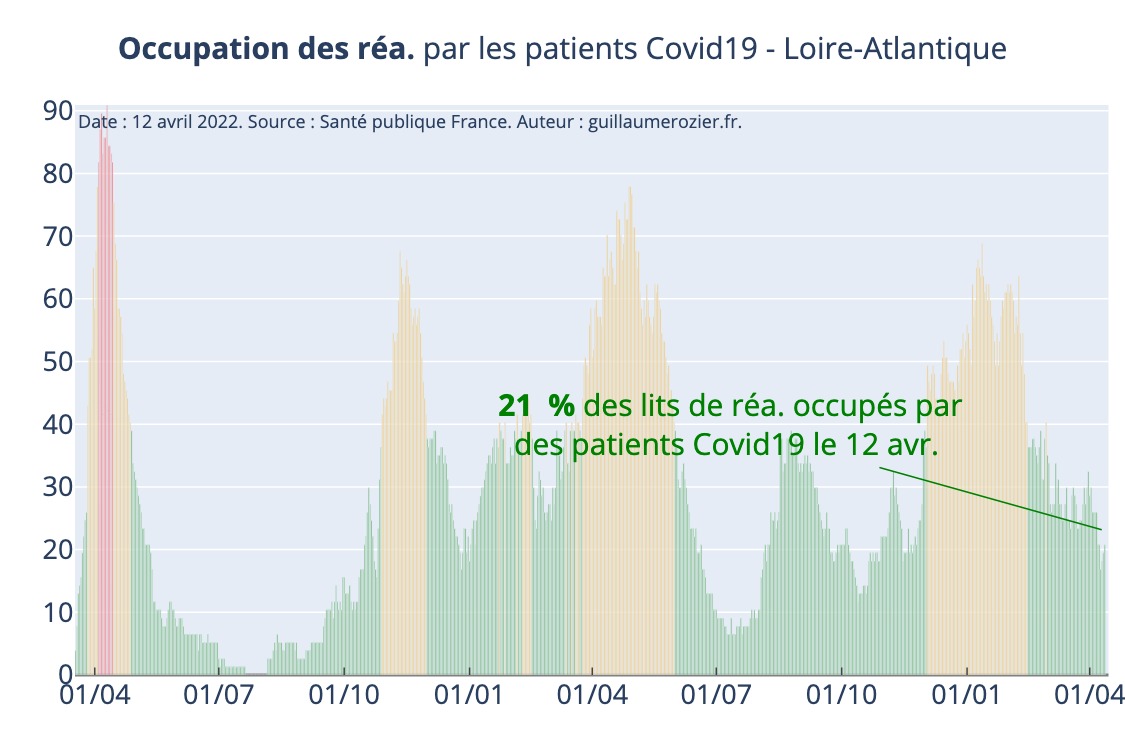 Occupation des réa. par les patients Covid19 - Loire-Atlantique
90
Date : 12 avril 2022. Source : Santé publique France. Auteur : guillaumerozier.fr.
80
70
60
50
21 % des lits de réa. occupés par
40
des patients Covid19 le 12 avr.
30
20
10
0
01/04 01/07 01/10 01/01 01/04 01/07 01/10 01/01 01/04